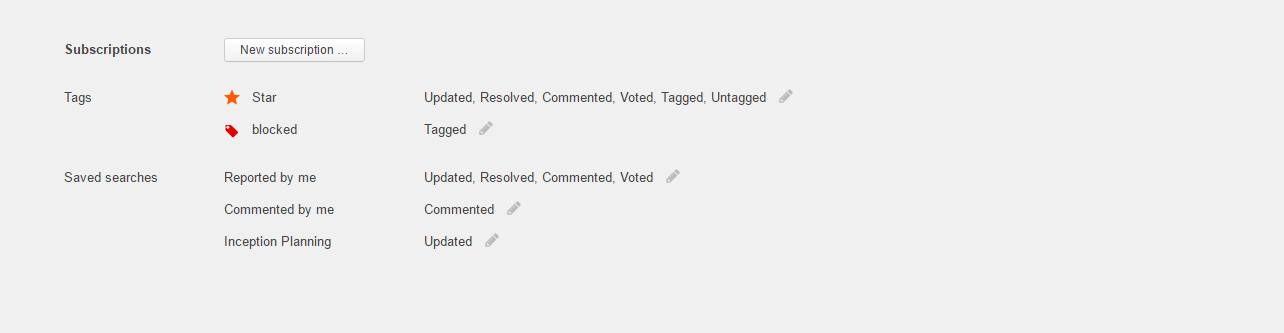 Subscriptions New subscription ...
Tags Star Updated, Resolved, Commented, Voted, Tagged, Untagged
blocked Tagged
Saved searches Reported by me Updated, Resolved, Commented, Voted
Commented by me Commented
Inception Planning Updated